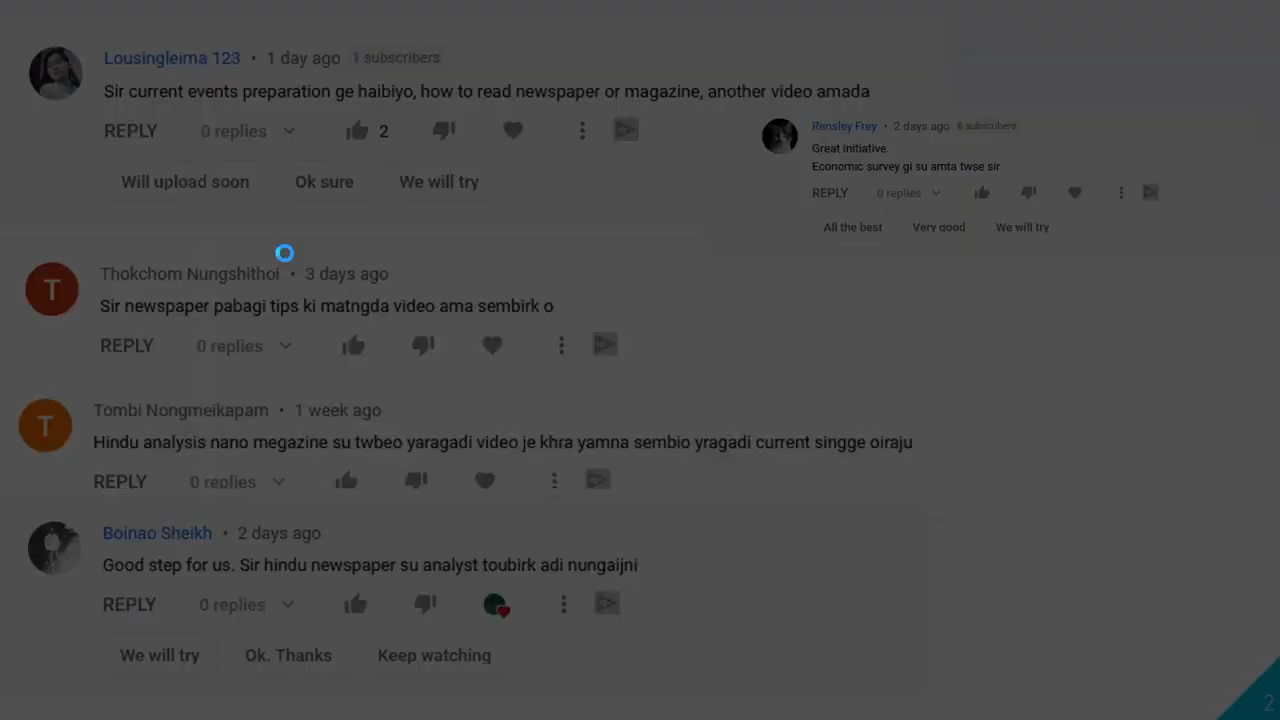 Lousingleima 123 • 1 day ago 1 subscribers
Sir current events preparation ge haibiyo, how to read newspaper or magazine, another video amada
REPLY 0 replies 2
Will upload soon Ok sure We will try
Rensley Frey • 2 days ago 6 subscribers
Great initiative.
Economic survey gi su amta twse sir
REPLY 0 replies
All the best Very good We will try
Thokchom Nungshithoi • 3 days ago
Sir newspaper pabagi tips ki matngda video ama sembirk o
REPLY 0 replies
T
Tombi Nongmeikapam • 1 week ago
Hindu analysis nano megazine su twbeo yaragadi video je khra yamna sembio yragadi current singge oiraju
REPLY 0 replies
T
Boinao Sheikh • 2 days ago
Good step for us. Sir hindu newspaper su analyst toubirk adi nungaijni
REPLY 0 replies
We will try Ok. Thanks Keep watching
2